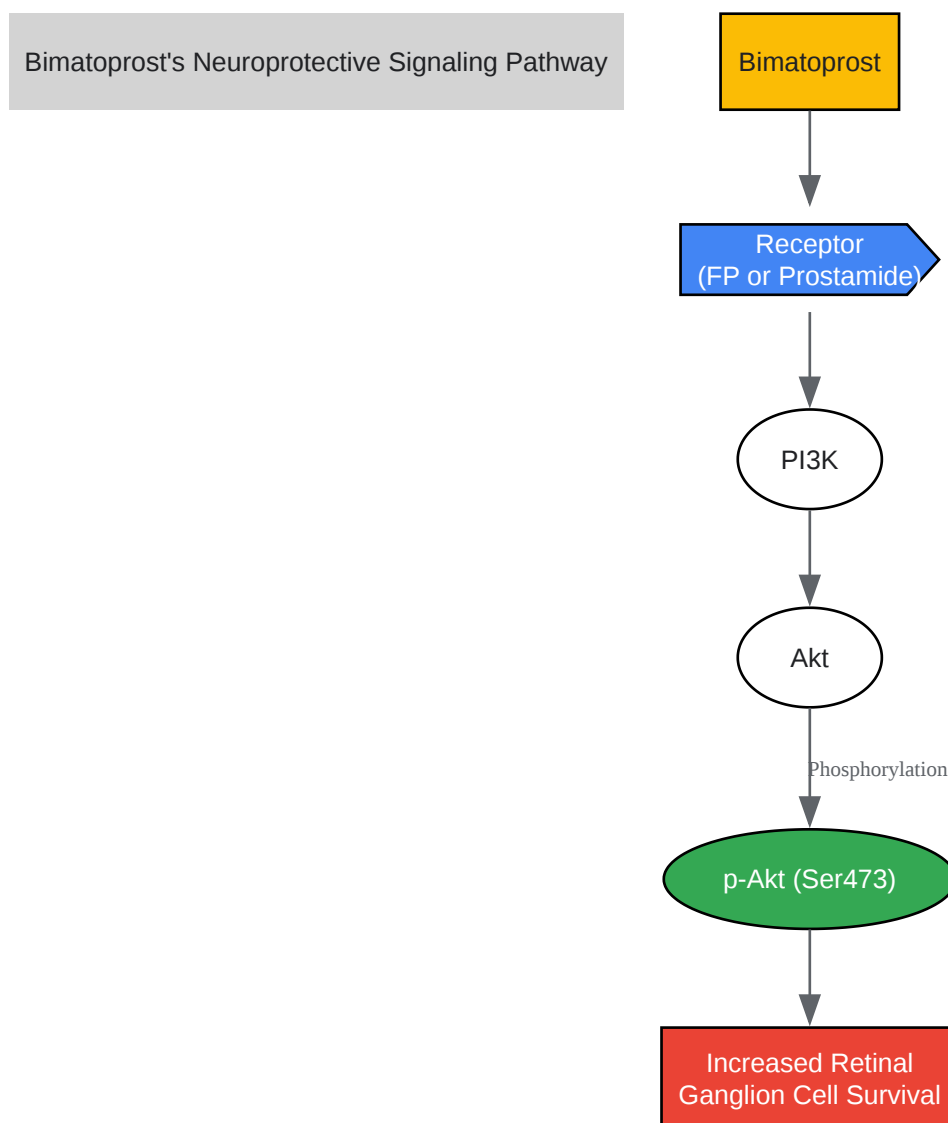 Bimatoprost's Neuroprotective Signaling Pathway
Bimatoprost
Receptor
(FP or Prostamide)
PI3K
Akt
Phosphorylation
p-Akt (Ser473)
Increased Retinal
Ganglion Cell Survival